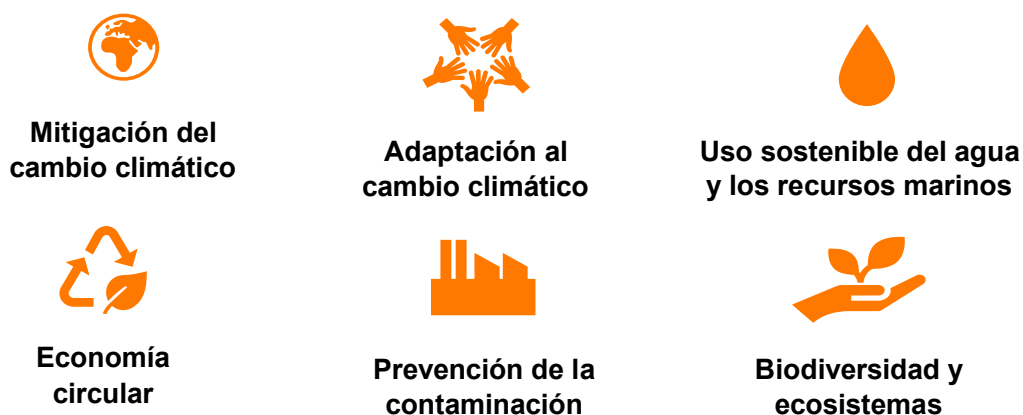 Mitigación del
cambio climático
Adaptación al
cambio climático
Uso sostenible del agua
y los recursos marinos
Economía
circular
Prevención de la
contaminación
Biodiversidad y
ecosistemas